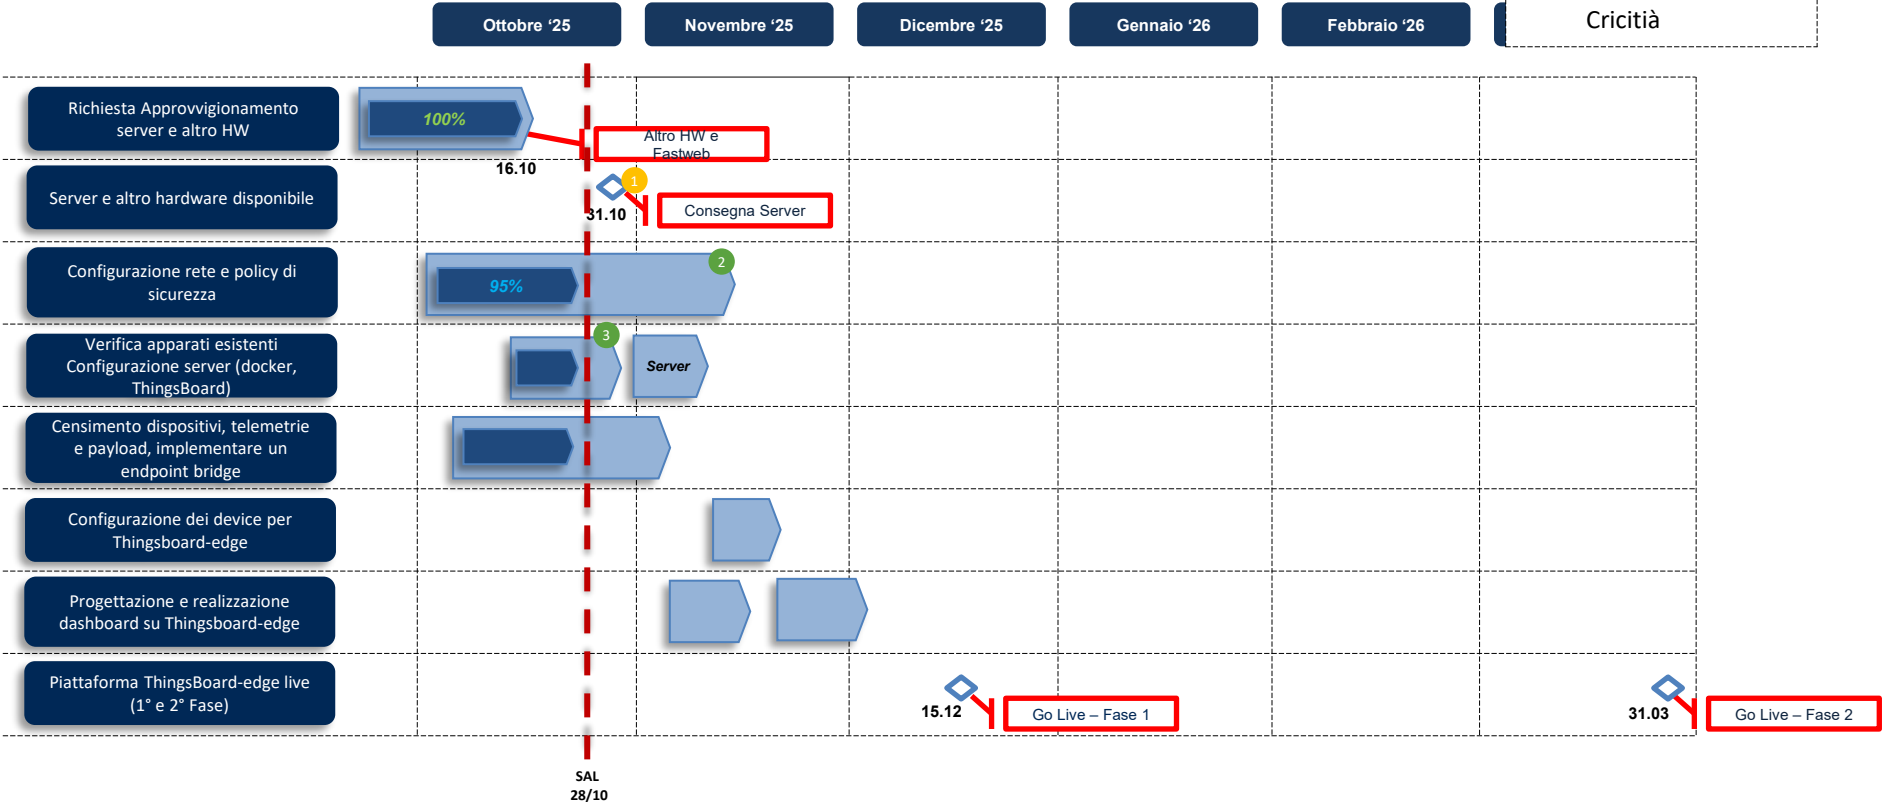 Ottobre ‘25
Novembre ‘25
Dicembre ‘25
Gennaio ‘26
Febbraio ‘26
Cricitià
Richiesta Approvvigionamento
server e altro HW
100%
16.10
Altro HW e
Fastweb
Server e altro hardware disponibile
1
31.10
Consegna Server
Configurazione rete e policy di
sicurezza
95%
2
Verifica apparati esistenti
Configurazione server (docker,
ThingsBoard)
3
Server
Censimento dispositivi, telemetrie
e payload, implementare un
endpoint bridge
Configurazione dei device per
Thingsboard-edge
Progettazione e realizzazione
dashboard su Thingsboard-edge
Piattaforma ThingsBoard-edge live
(1° e 2° Fase)
15.12
Go Live – Fase 1
31.03
Go Live – Fase 2
SAL
28/10